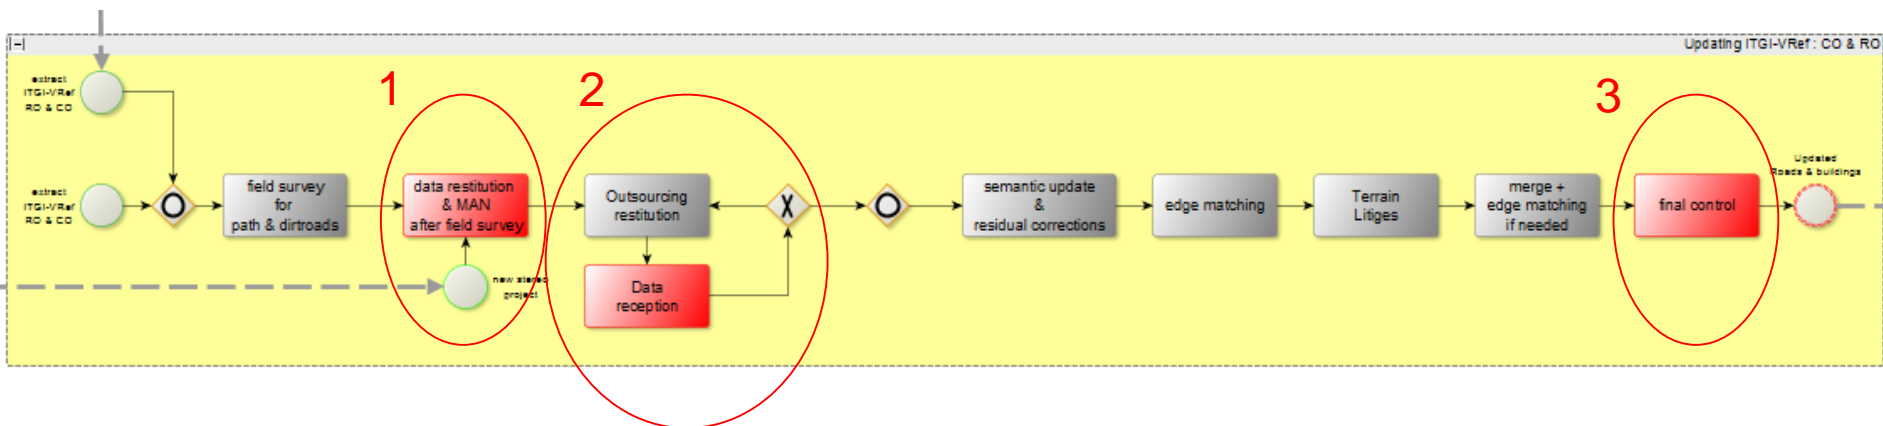 Updating ITGI-VRef : CO & RO
extract
ITGI-VRef
RO & CO
1
2
3
extract
ITGI-VRef
RO & CO
field survey
for
path & dirtroads
data restitution
& MAN
after field survey
new stereo
project
Outsourcing
restitution
Data
reception
X
semantic update
&
residual corrections
edge matching
Terrain
Litiges
merge +
edge matching
if needed
final control
Updated
Roads & buildings